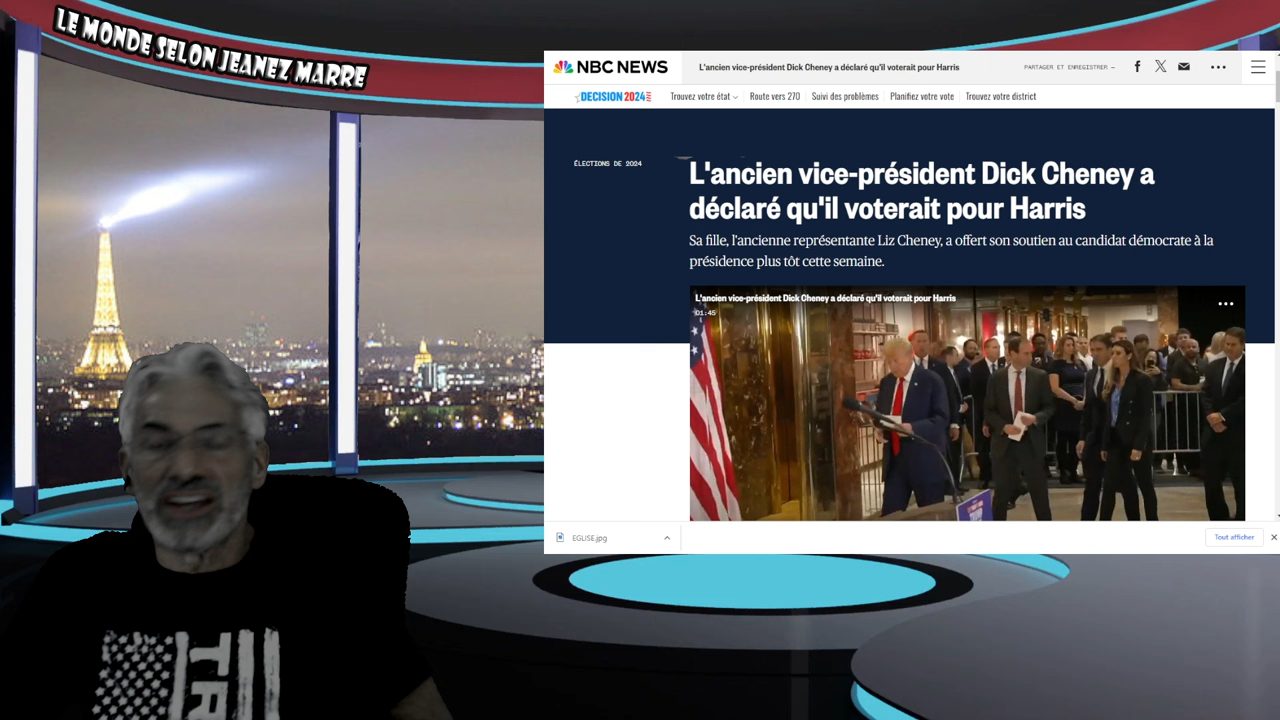 LE MONDE SELON JEANEZ MARRE
NBC NEWS
L'ancien vice-président Dick Cheney a déclaré qu'il voterait pour Harris
PARTAGER ET ENREGISTRER —
DECISION 2024
Trouvez votre état
Route vers 270
Suivi des problèmes
Planifiez votre vote
Trouvez votre district
ÉLECTIONS DE 2024
L'ancien vice-président Dick Cheney a
déclaré qu'il voterait pour Harris
Sa fille, l'ancienne représentante Liz Cheney, a offert son soutien au candidat démocrate à la
présidence plus tôt cette semaine.
L'ancien vice-président Dick Cheney a déclaré qu'il voterait pour Harris
01:45
EGLISE.jpg
Tout afficher
TR